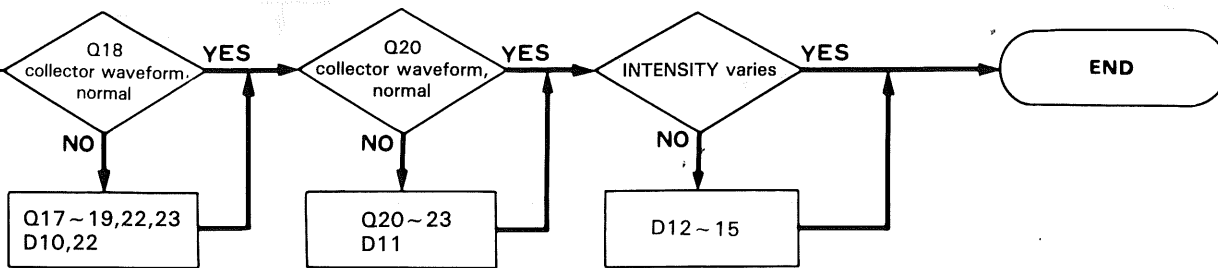 Q18
collector waveform,
normal
YES
NO
Q17~19,22,23
D10,22
Q20
collector waveform,
normal
YES
NO
Q20~23
D11
INTENSITY varies
YES
NO
D12~15
END